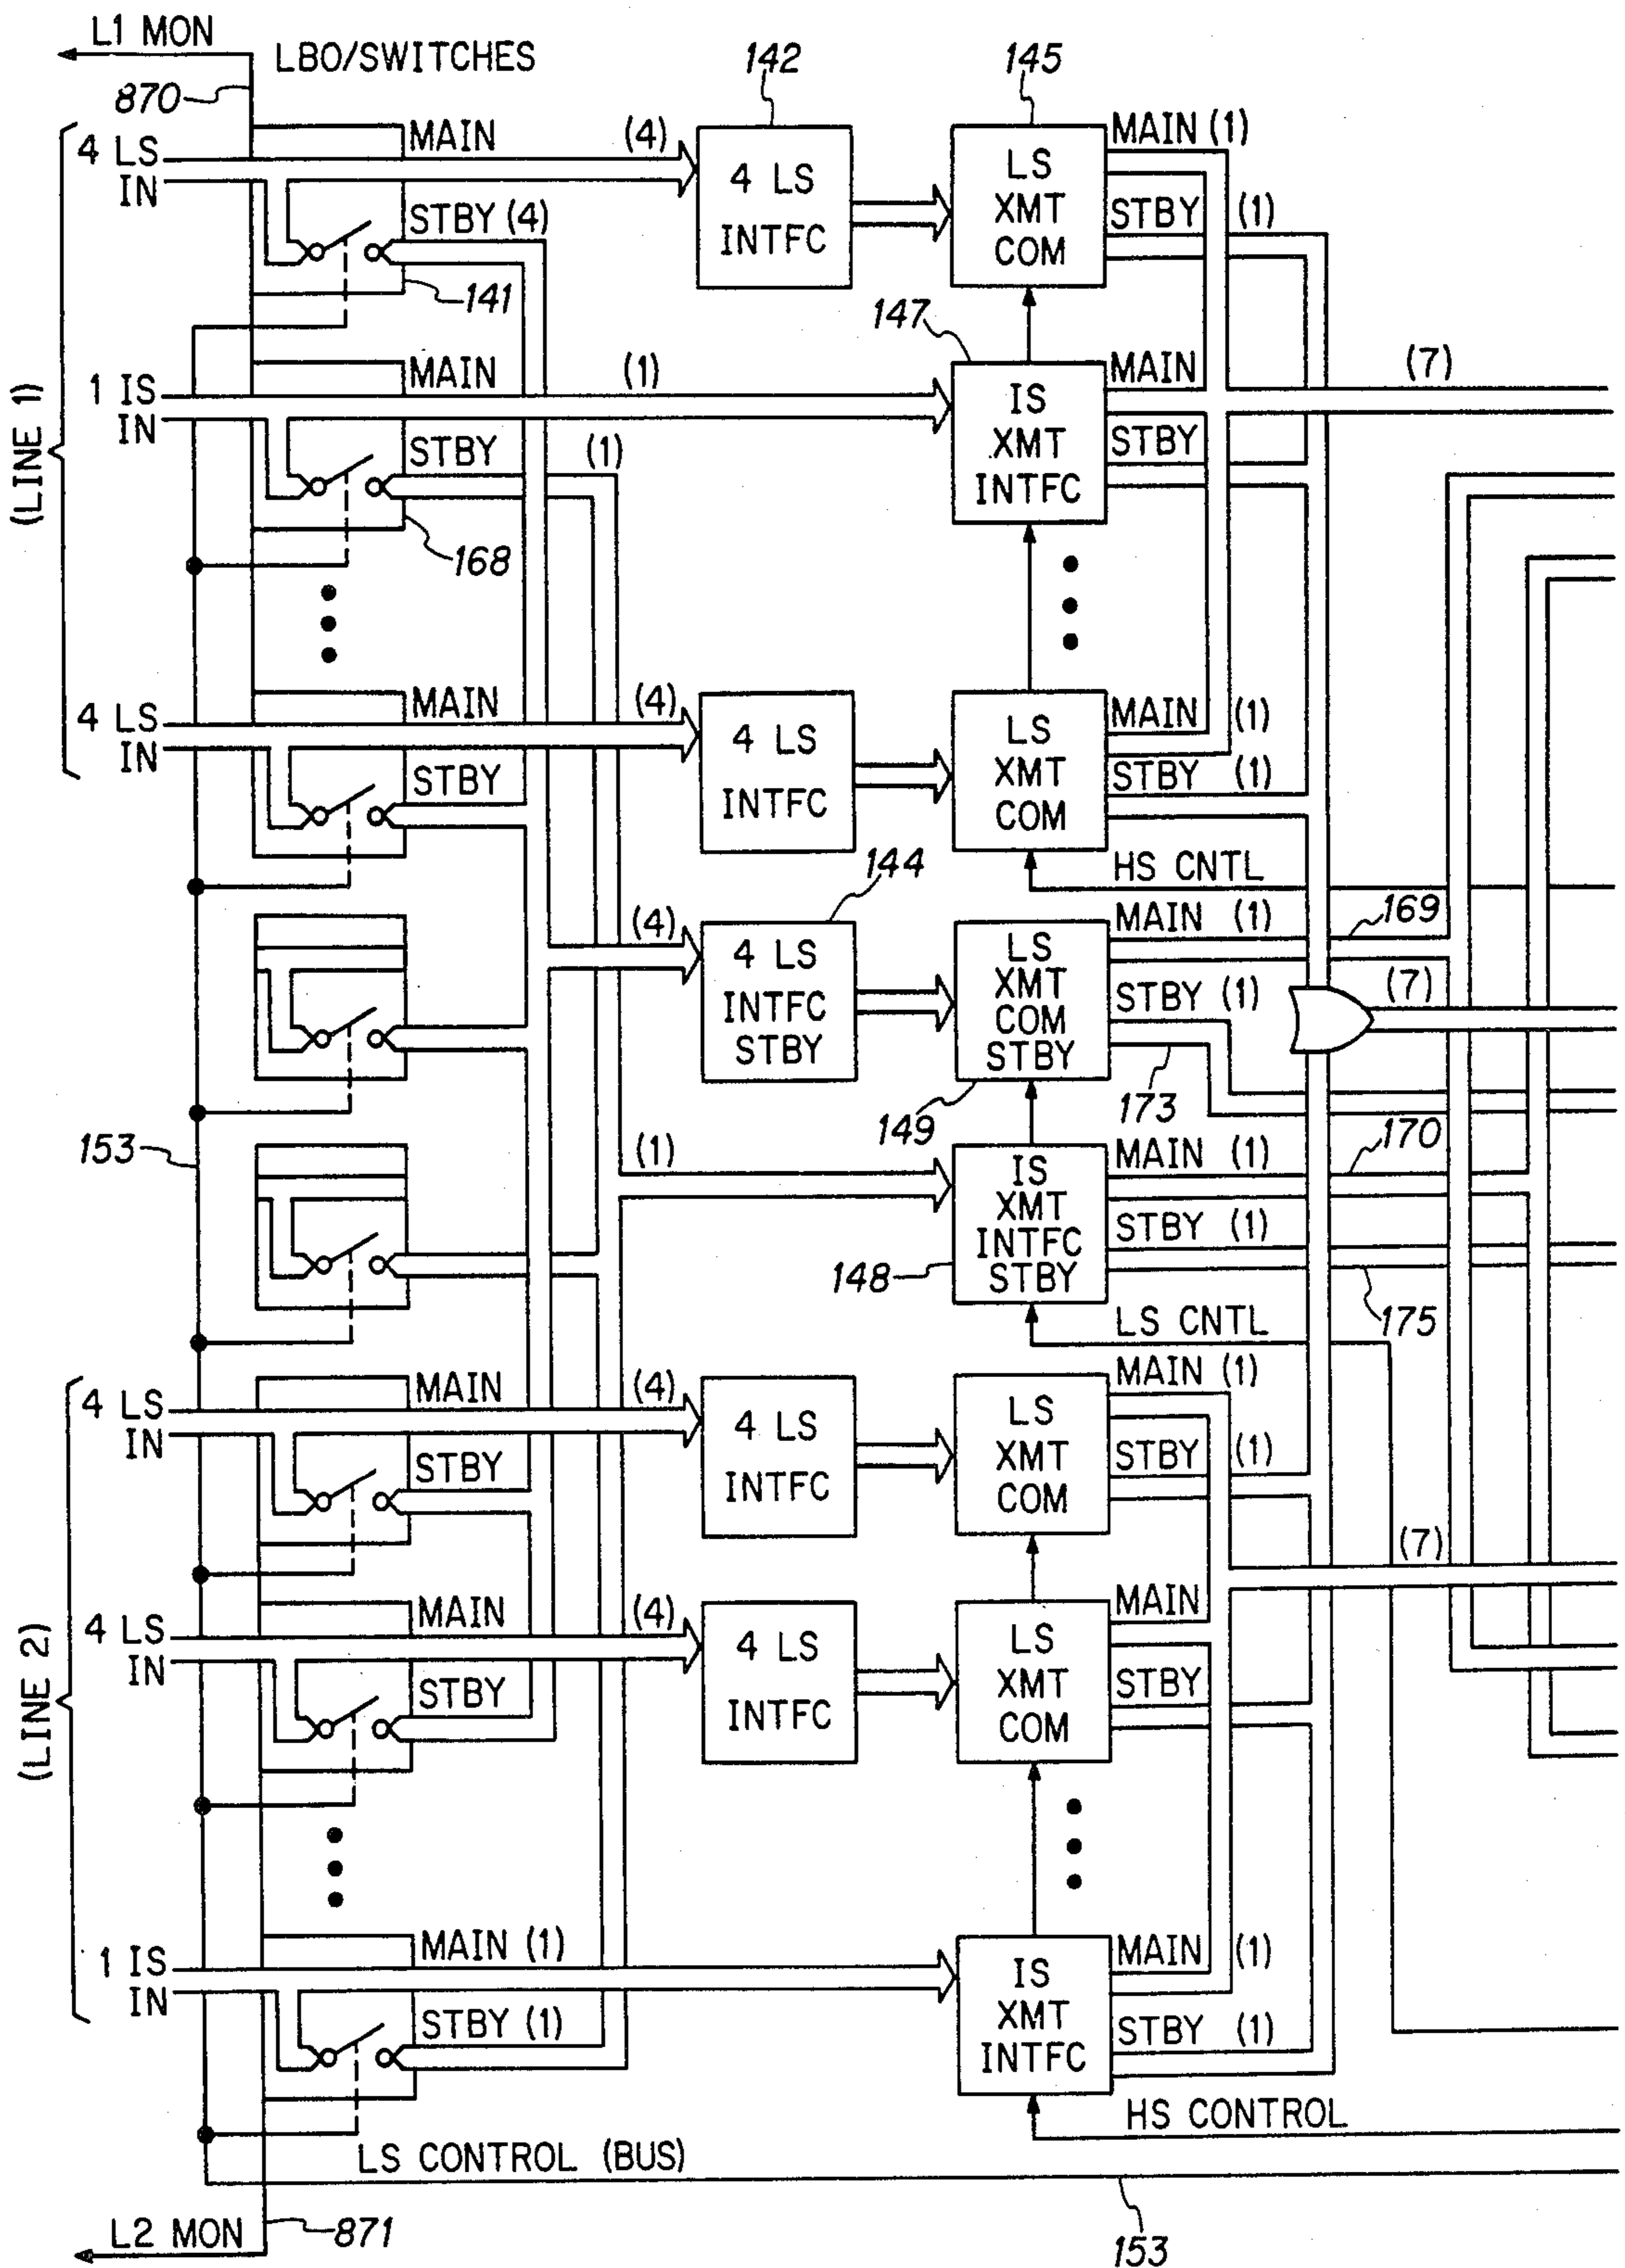 L1 MON
LBO/SWITCHES
870
142
145
4 LS
IN
MAIN
(4)
4 LS
INTFC
LS
XMT
COM
MAIN (1)
STBY (4)
STBY (1)
141
147
(LINE 1)
1 IS
IN
MAIN
(1)
IS
XMT
INTFC
MAIN
(7)
STBY
(1)
STBY
168
4 LS
IN
MAIN
(4)
4 LS
INTFC
LS
XMT
COM
MAIN (1)
STBY
STBY (1)
144
HS CNTL
(4)
4 LS
INTFC
STBY
LS
XMT
COM
STBY
MAIN (1)
169
STBY (1)
(7)
149
173
153
(1)
IS
XMT
INTFC
STBY
MAIN (1)
170
STBY (1)
148
175
LS CNTL
4 LS
IN
MAIN
(4)
4 LS
INTFC
LS
XMT
COM
MAIN (1)
STBY
STBY (1)
(7)
(LINE 2)
4 LS
IN
MAIN
(4)
4 LS
INTFC
LS
XMT
COM
MAIN
STBY
STBY
1 IS
IN
MAIN (1)
IS
XMT
INTFC
MAIN (1)
STBY (1)
STBY (1)
HS CONTROL
LS CONTROL (BUS)
L2 MON
871
153